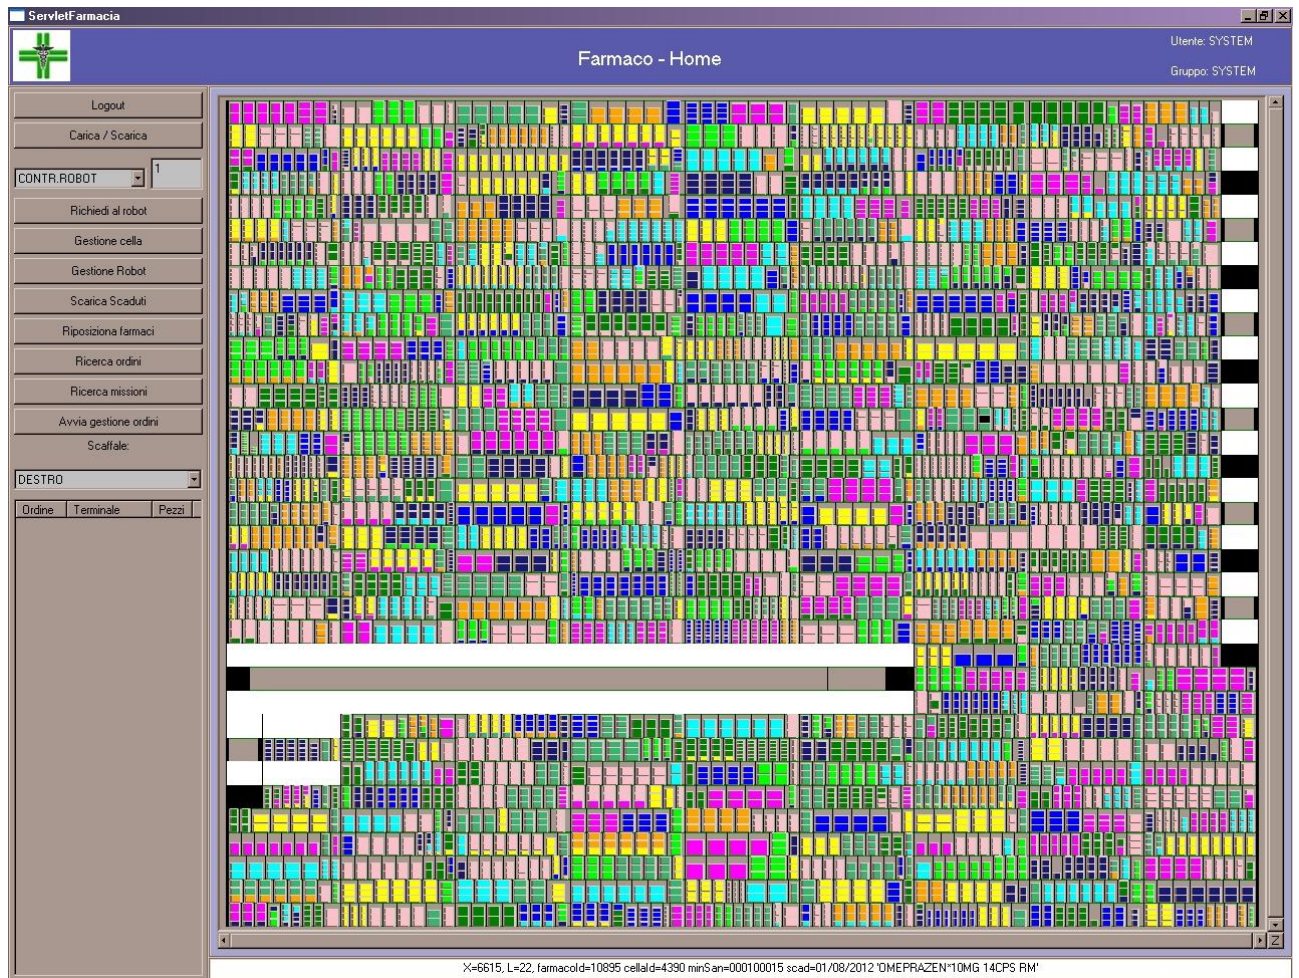 ServletFarmacia
Farmaco - Home
Utente: SYSTEM
Gruppo: SYSTEM
Logout
Carica / Scarica
CONTR.ROBOT
1
Richiedi al robot
Gestione cella
Gestione Robot
Scarica Scaduti
Riposiziona farmaci
Ricerca ordini
Ricerca missioni
Avvia gestione ordini
Scaffale:
DESTRO
Ordine Terminale Pezzi
Z
X=6615, L=22, farmacoId=10895 cellaId=4390 minSan=000100015 scad=01/08/2012 'OMEPRAZEN*10MG 14CPS RM'